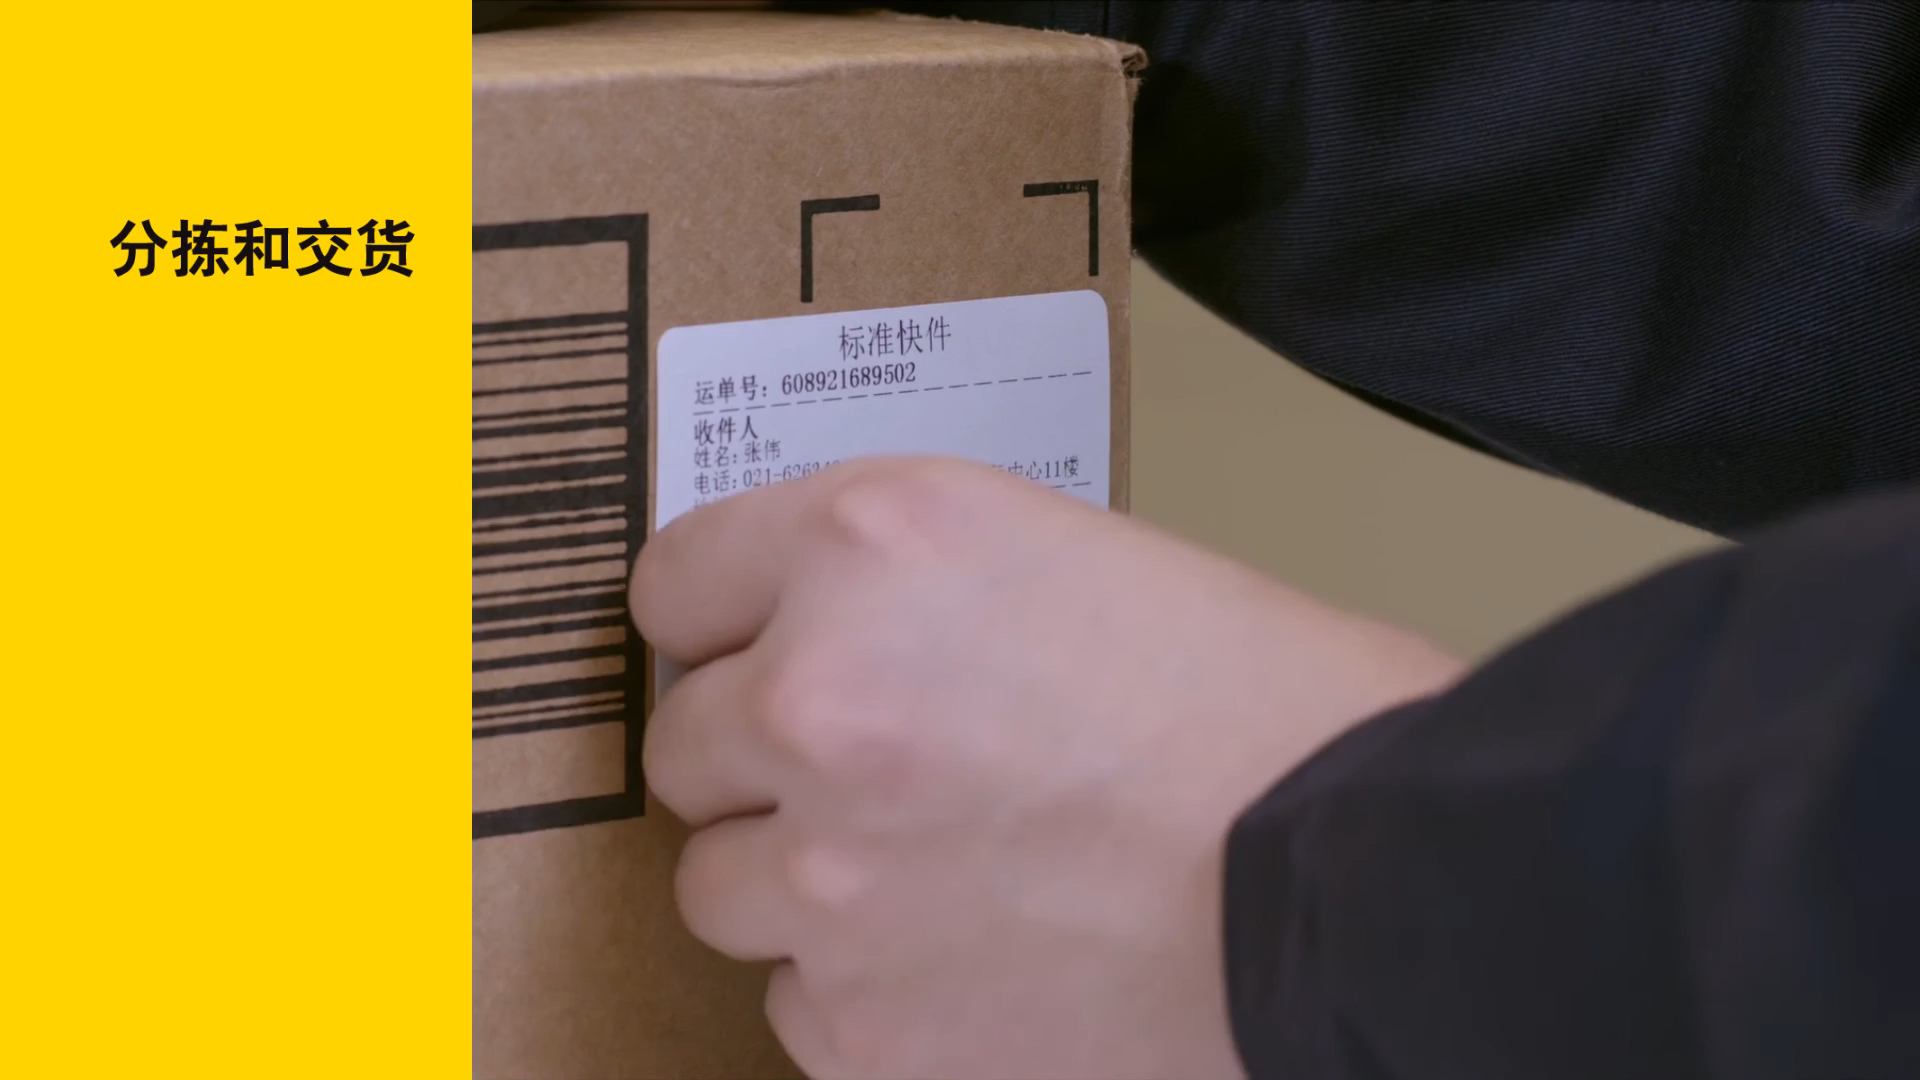 分拣和交货
标准快件
运单号：608921689502
收件人
姓名：张伟
电话：021-6263
中心11楼